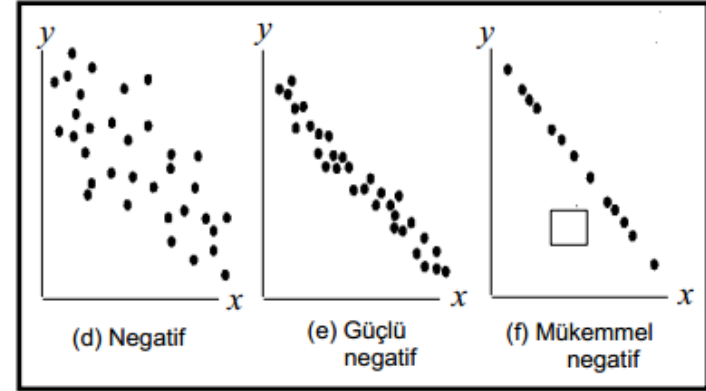 y
y
y
x
x
x
(d) Negatif
(e) Güçlü
negatif
(f) Mükemmel
negatif